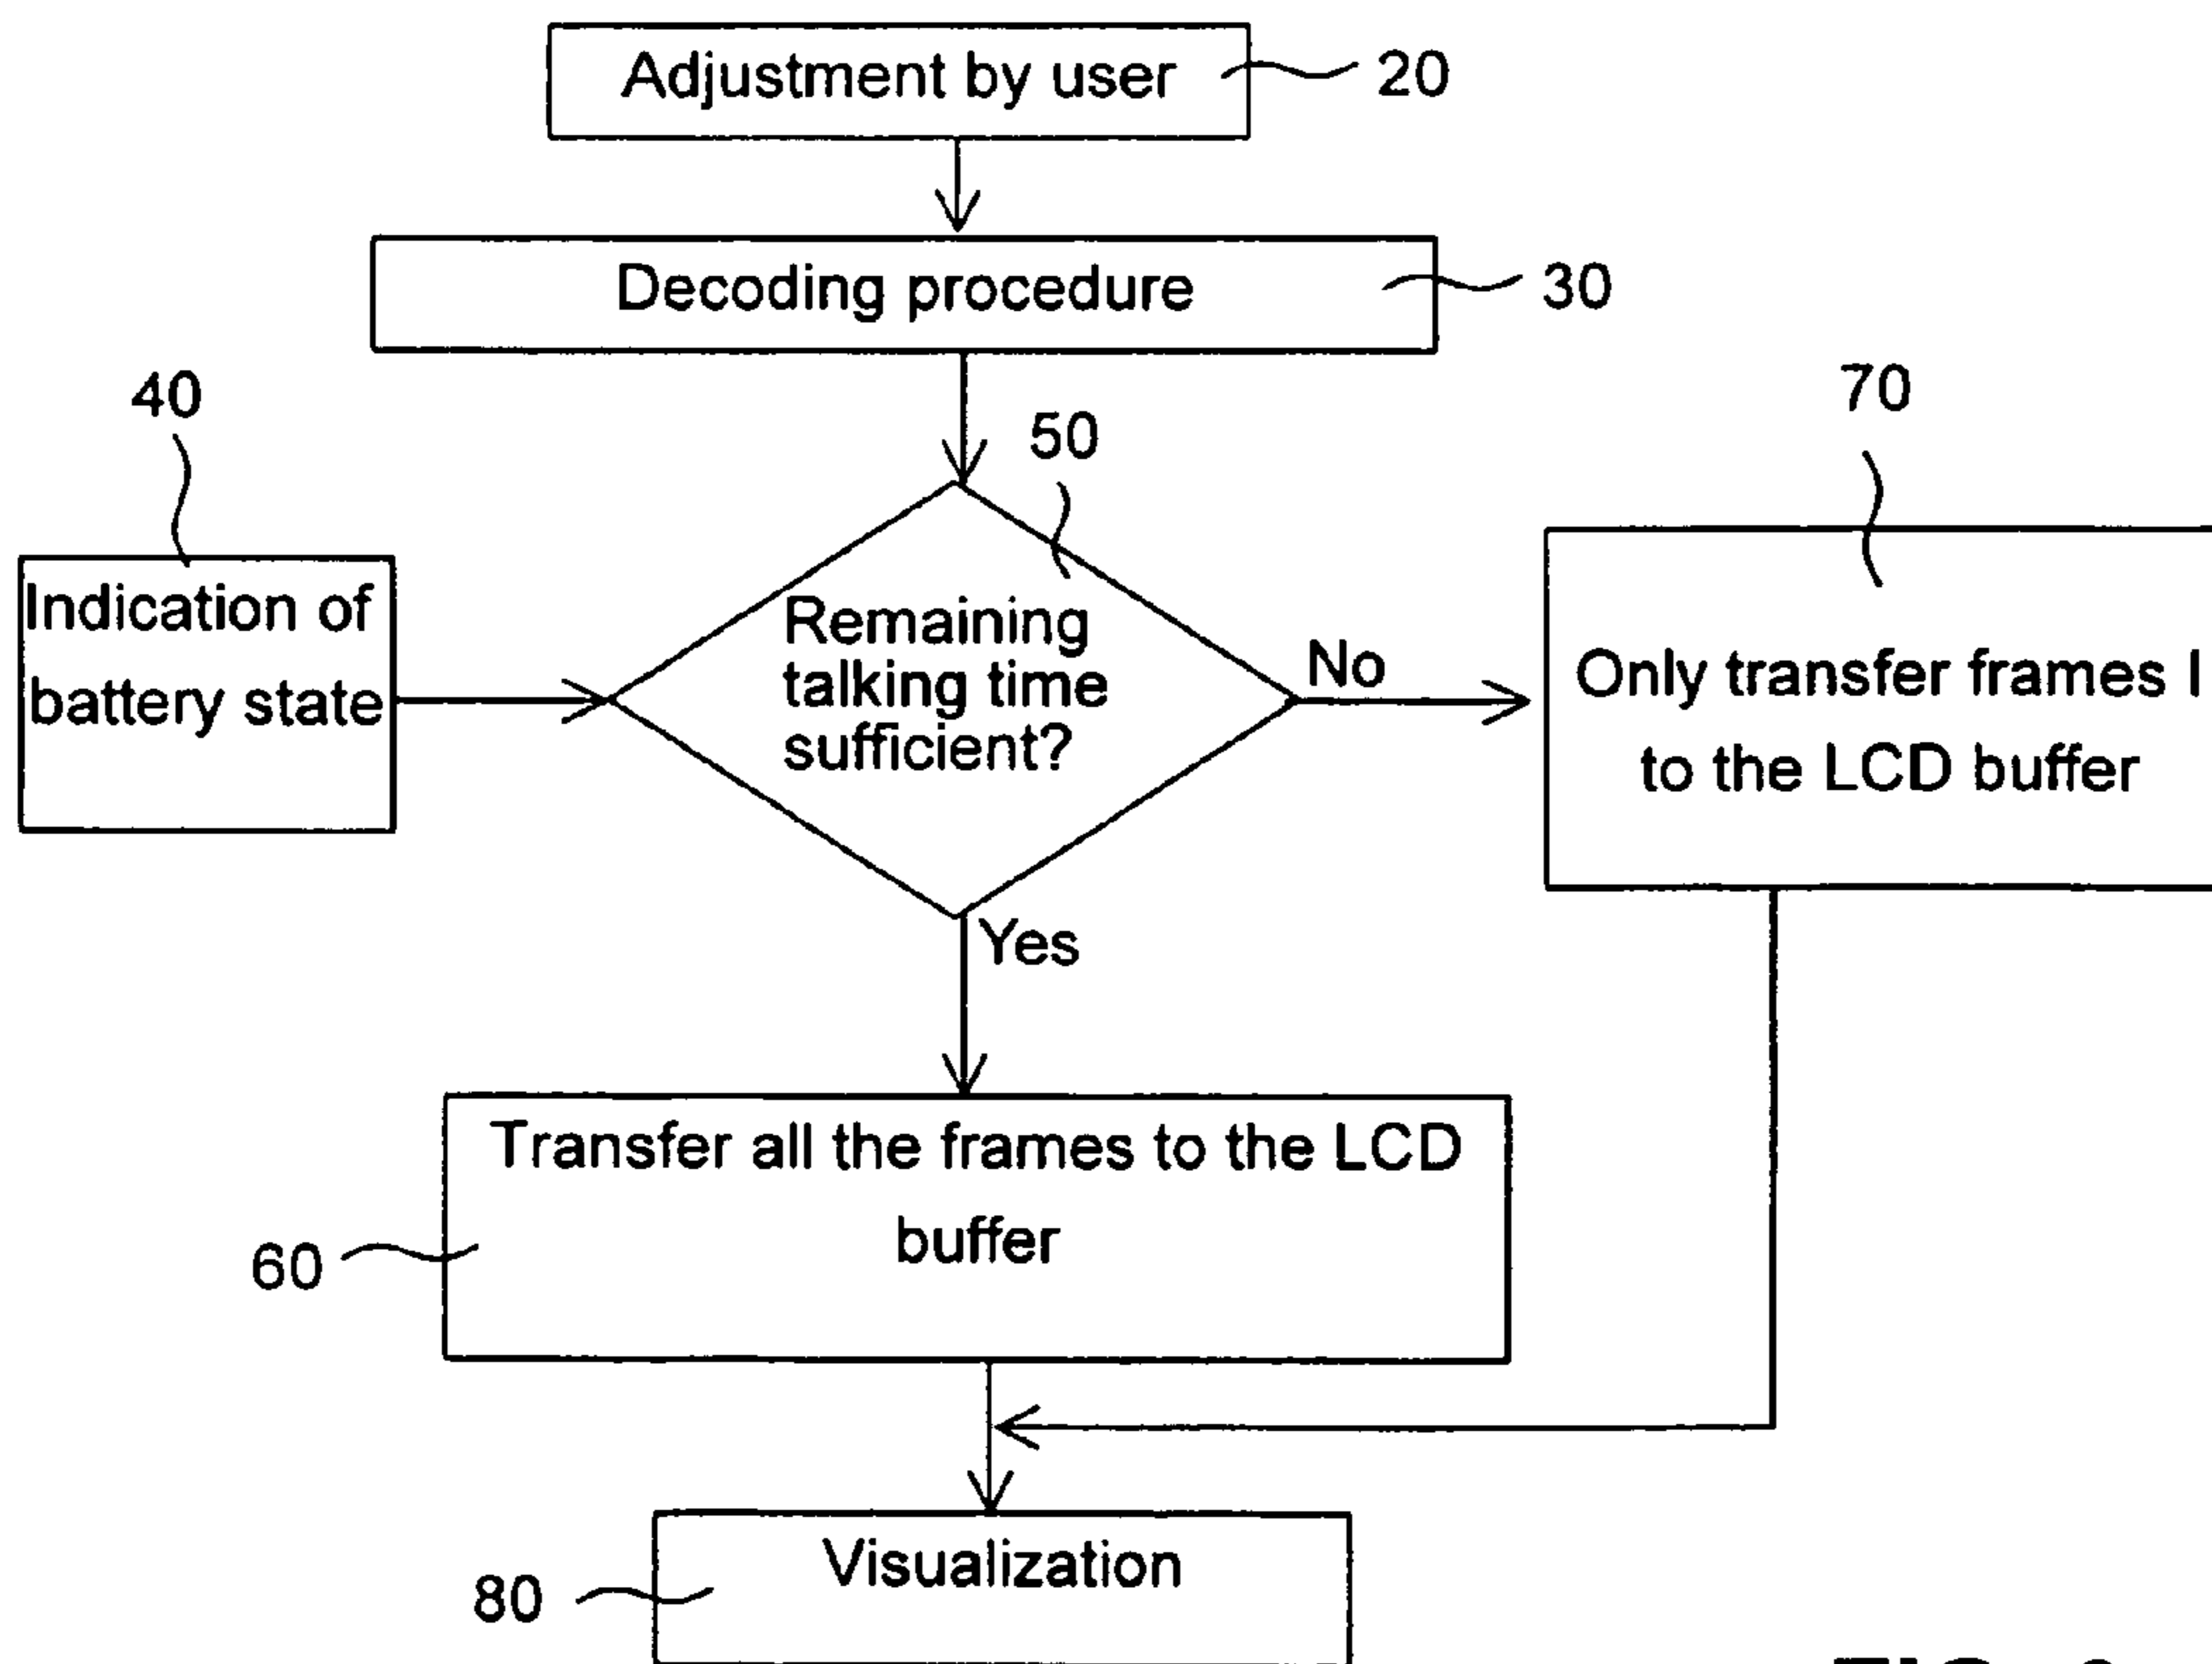 Adjustment by user
20
Decoding procedure
30
40
50
70
Indication of
battery state
Remaining
talking time
sufficient?
No
Only transfer frames I
to the LCD buffer
Yes
Transfer all the frames to the LCD
buffer
60
Visualization
80